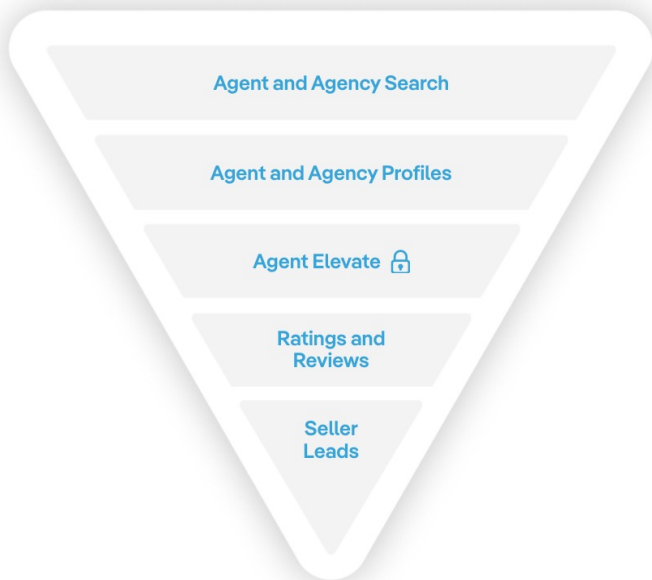 Agent and Agency Search
Agent and Agency Profiles
Agent Elevate
Ratings and
Reviews
Seller
Leads